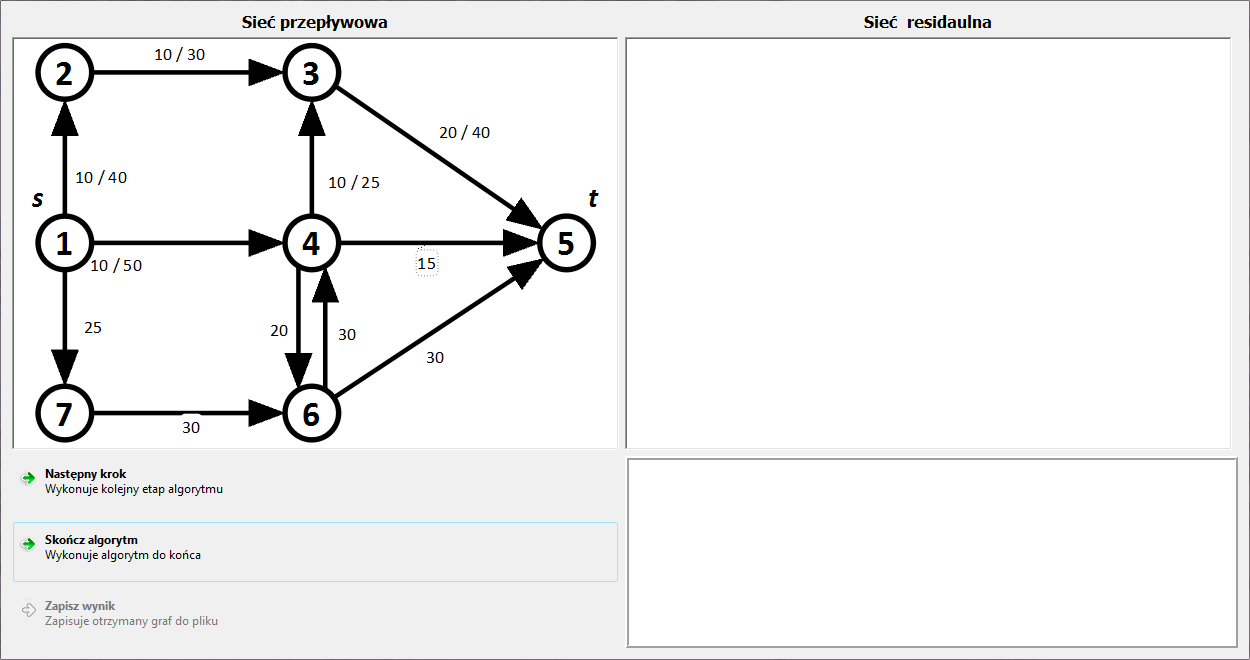 Sieć przepływowa
Sieć residaulna
10 / 30
2
3
20 / 40
10 / 40
10 / 25
s
t
1
4
5
10 / 50
15
25
20
30
30
7
6
30
Następny krok
Wykonuje kolejny etap algorytmu
Skończ algorytm
Wykonuje algorytm do końca
Zapisz wynik
Zapisuje otrzymany graf do pliku